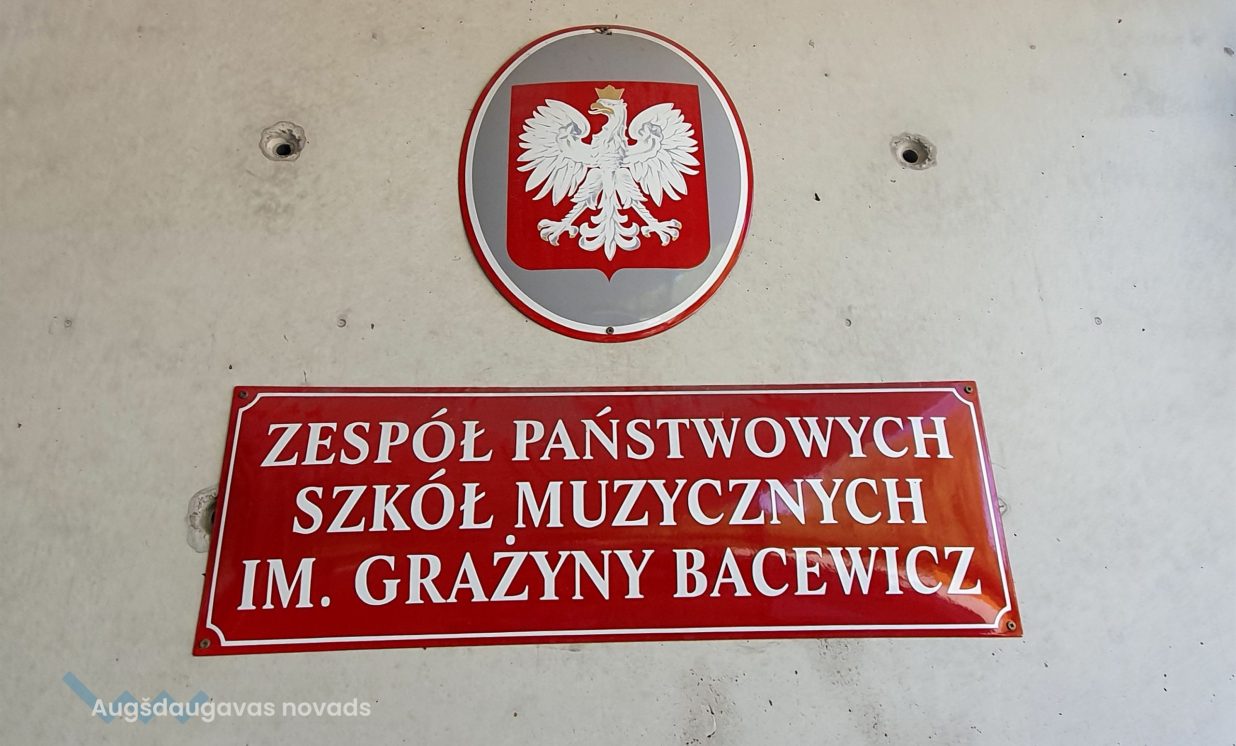 ZESPÓŁ PAŃSTWOWYCH
SZKÓŁ MUZYCZNYCH
IM. GRAŻYNY BACEWICZ
Augšdaugavas novads